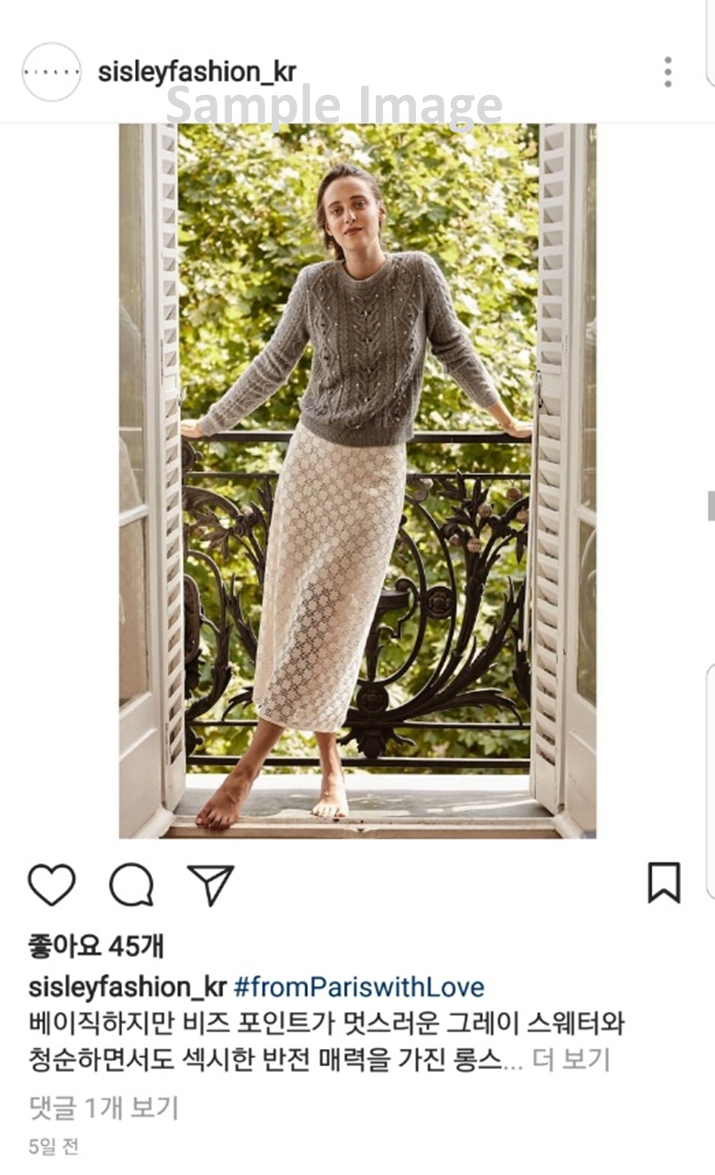 SISLEY
sisleyfashion_kr
Sample Image
좋아요 45개
sisleyfashion_kr #fromPariswithLove
베이직하지만 비즈 포인트가 멋스러운 그레이 스웨터와
청순하면서도 섹시한 반전 매력을 가진 롱스... 더 보기
댓글 1개 보기
5일 전